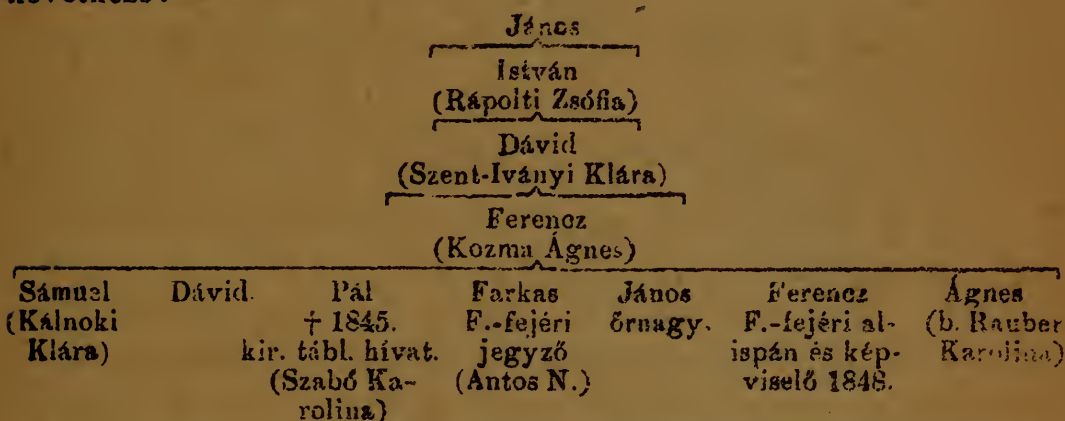 János
István
(Rápolti Zsófia)
Dávid
(Szent-Iványi Klára)
Ferencz
(Kozma Ágnes)
Sámuel Dávid. Pál Farkas János Ferencz Ágnes
(Kálnoki † 1845. F.-fejéri őrnagy. F.-fejéri al- (b. Rauber
Klára) kir. tábl. hívat. jegyző ispán és kép- Karolina)
(Szabó Ka- (Antos N.) viselő 1848.
rolina)